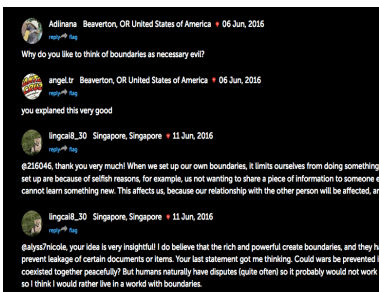 Adiinana Beaverton, OR United States of America 06 Jun, 2016
reply flag
Why do you like to think of boundaries as necessary evil?
angel.tr Beaverton, OR United States of America 06 Jun, 2016
reply flag
you explaned this very good
lingcai8_30 Singapore, Singapore 11 Jun, 2016
reply flag
@216046, thank you very much! When we set up our own boundaries, it limits ourselves from doing something
set up are because of selfish reasons, for example, us not wanting to share a piece of information to someone e
cannot learn something new. This affects us, because our relationship with the other person will be affected, ar
lingcai8_30 Singapore, Singapore 11 Jun, 2016
reply flag
@alyss7nicole, your idea is very insightful! I do believe that the rich and powerful create boundaries, and they h
prevent leakage of certain documents or items. Your last statement got me thinking. Could wars be prevented i
coexisted together peacefully? But humans naturally have disputes (quite often) so it probably would not work
so I think I would rather live in a world with boundaries.